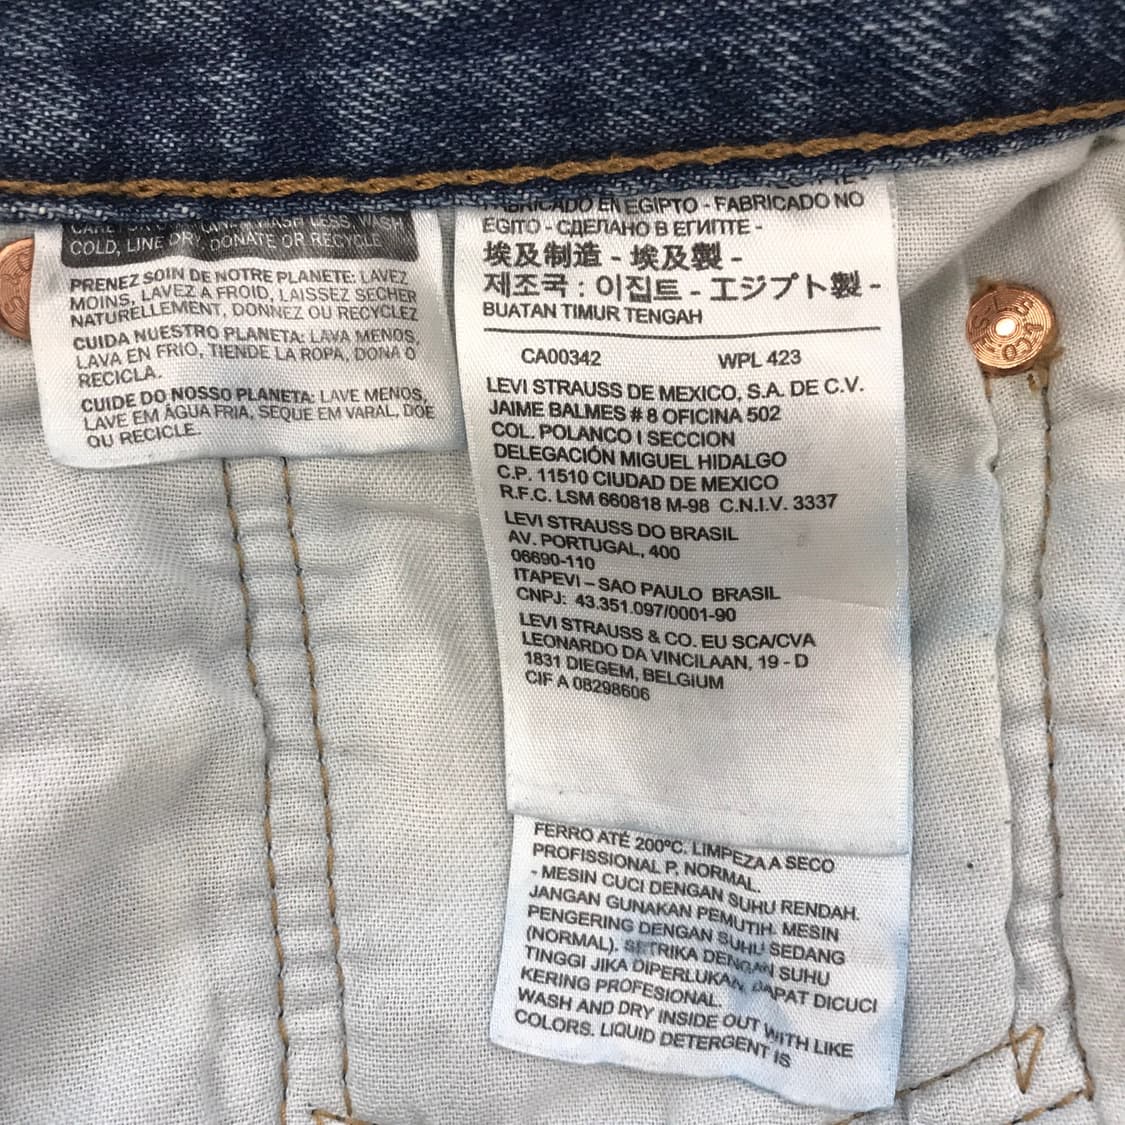 COLD, LINE DRY, DONATE OR RECYCLE
PRENEZ SOIN DE NOTRE PLANETE: LAVEZ
MOINS, LAVEZ A FROID, LAISSEZ SECHER
NATURELLEMENT, DONNEZ OU RECYCLEZ
CUIDA NUESTRO PLANETA: LAVA MENOS,
LAVA EN FRIO, TIENDE LA ROPA, DONA O
RECICLA.
CUIDE DO NOSSO PLANETA: LAVE MENOS,
LAVE EM ÁGUA FRIA, SEQUE EM VARAL, DOE
OU RECICLE
FABRICADO EN EGIPTO - FABRICADO NO
EGITO - СДЕЛАНО В ЕГИПТЕ -
埃及制造 - 埃及製 -
제조국 : 이집트 - エジプト製 -
BUATAN TIMUR TENGAH
CA00342 WPL 423
LEVI STRAUSS DE MEXICO, S.A. DE C.V.
JAIME BALMES # 8 OFICINA 502
COL. POLANCO I SECCION
DELEGACIÓN MIGUEL HIDALGO
C.P. 11510 CIUDAD DE MEXICO
R.F.C. LSM 660818 M-98 C.N.I.V. 3337
LEVI STRAUSS DO BRASIL
AV. PORTUGAL, 400
06690-110
ITAPEVI – SAO PAULO BRASIL
CNPJ: 43.351.097/0001-90
LEVI STRAUSS & CO. EU SCA/CVA
LEONARDO DA VINCILAAN, 19 - D
1831 DIEGEM, BELGIUM
CIF A 08298606
FERRO ATÉ 200ºC. LIMPEZA A SECO
PROFISSIONAL P, NORMAL.
- MESIN CUCI DENGAN SUHU RENDAH.
JANGAN GUNAKAN PEMUTIH. MESIN
PENGERING DENGAN SUHU SEDANG
(NORMAL). SETRIKA DENGAN SUHU
TINGGI JIKA DIPERLUKAN, DAPAT DICUCI
KERING PROFESIONAL.
WASH AND DRY INSIDE OUT WITH LIKE
COLORS. LIQUID DETERGENT IS